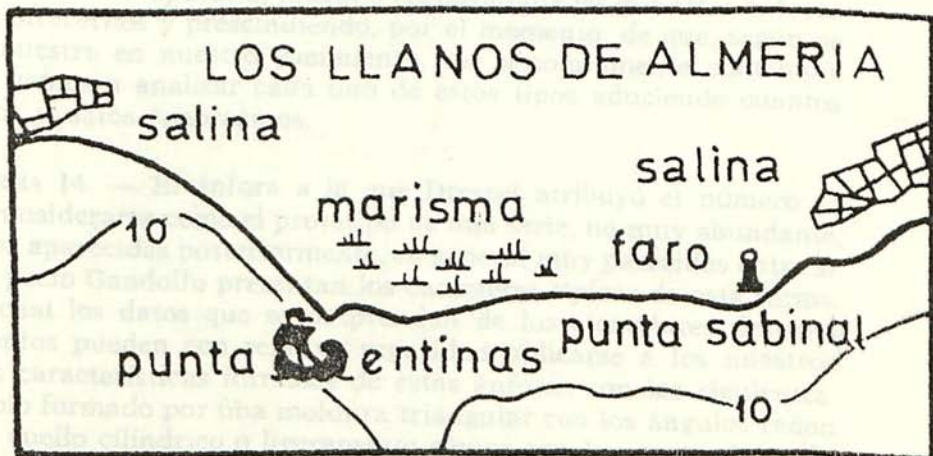 LOS LLANOS DE ALMERIA
salina
salina
marisma
faro
10
punta sabinal
punta entinas
10